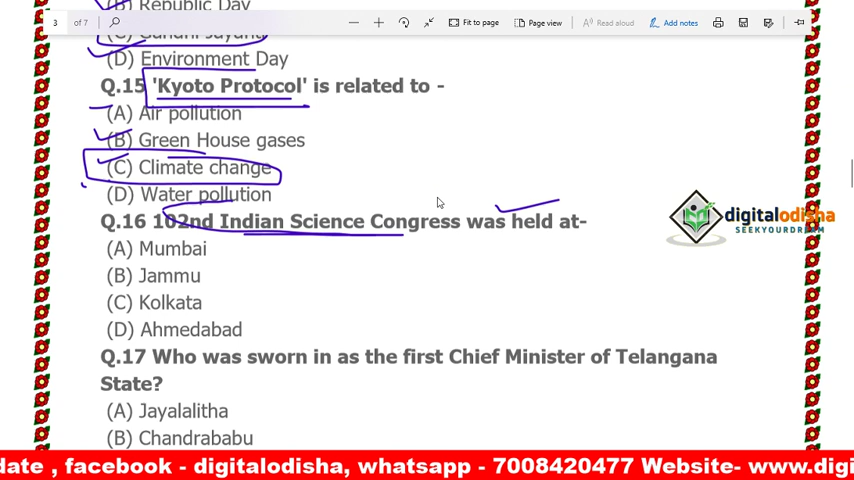 3 of 7
Fit to page
Page view
Read aloud
Add notes
(B) Republic Day
(C) Gandhi Jayanti
(D) Environment Day
Q.15 'Kyoto Protocol' is related to -
(A) Air pollution
(B) Green House gases
(C) Climate change
(D) Water pollution
Q.16 102nd Indian Science Congress was held at-
digitalodisha
SEEKYOURDREAM
(A) Mumbai
(B) Jammu
(C) Kolkata
(D) Ahmedabad
Q.17 Who was sworn in as the first Chief Minister of Telangana
State?
(A) Jayalalitha
(B) Chandrababu
date , facebook - digitalodisha, whatsapp - 7008420477 Website- www.digi